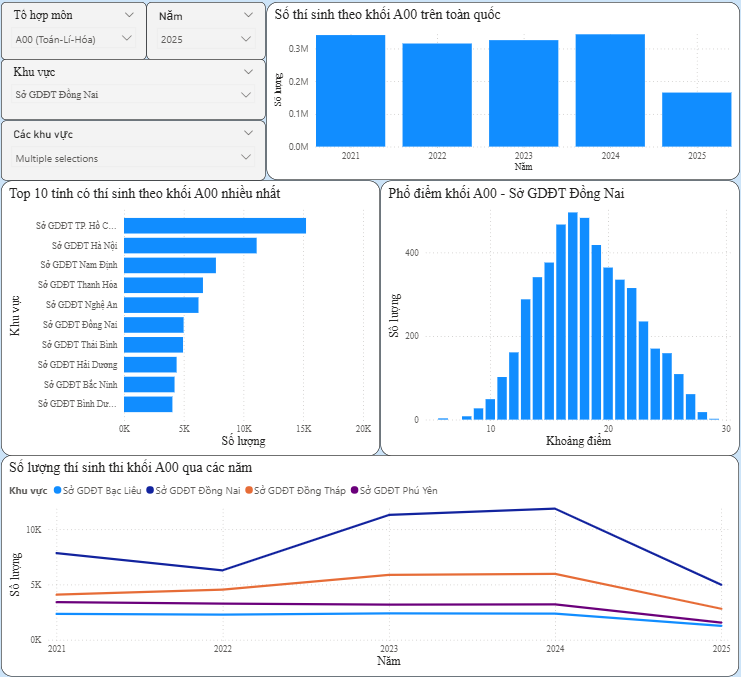 Tổ hợp môn
A00 (Toán-Lí-Hóa)
Năm
2025
Khu vực
Sở GDĐT Đồng Nai
Các khu vực
Multiple selections
Số thí sinh theo khối A00 trên toàn quốc
Số lượng
0.3M
0.2M
0.1M
0.0M
2021
2022
2023
2024
2025
Năm
Top 10 tỉnh có thí sinh theo khối A00 nhiều nhất
Khu vực
Sở GDĐT TP. Hồ C...
Sở GDĐT Hà Nội
Sở GDĐT Nam Định
Sở GDĐT Thanh Hóa
Sở GDĐT Nghệ An
Sở GDĐT Đồng Nai
Sở GDĐT Thái Bình
Sở GDĐT Hải Dương
Sở GDĐT Bắc Ninh
Sở GDĐT Bình Dư...
0K
5K
10K
15K
20K
Số lượng
Phổ điểm khối A00 - Sở GDĐT Đồng Nai
Số lượng
400
200
0
10
20
30
Khoảng điểm
Số lượng thí sinh thi khối A00 qua các năm
Khu vực
Sở GDĐT Bạc Liêu
Sở GDĐT Đồng Nai
Sở GDĐT Đồng Tháp
Sở GDĐT Phú Yên
Số lượng
10K
5K
0K
2021
2022
2023
2024
2025
Năm